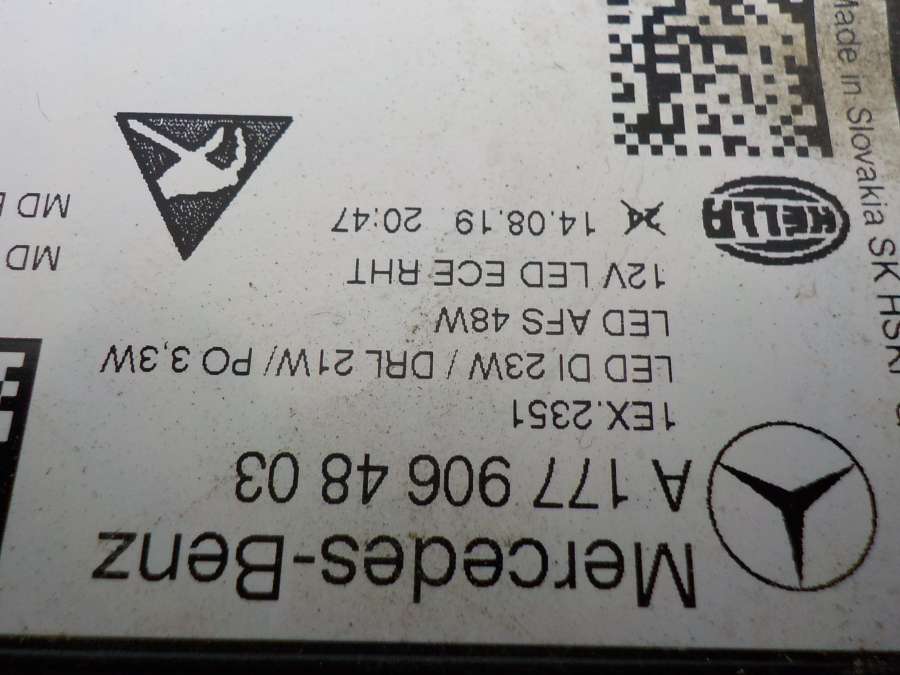 Mercedes-Benz
A 177 906 48 03
1EX.2351
LED DI 23W / DRL 21W/ PO 3,3W
LED AFS 48W
12V LED ECE RHT
14.08.19 20:47
HELLA
Made in Slovakia SK HSK
MD
MD